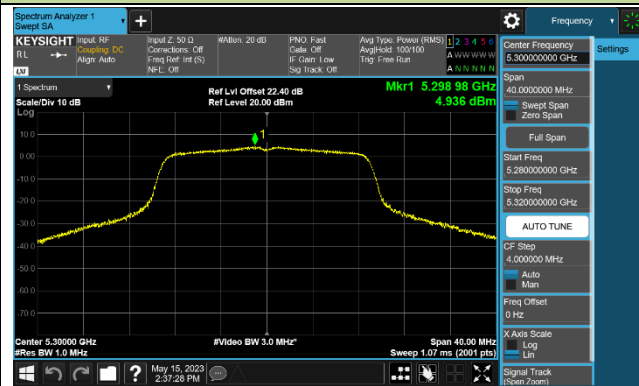 Spectrum Analyzer 1
Swept SA
Frequency
KEYSIGHT
RL
LXI
Input: RF
Coupling: DC
Align: Auto
Input Z: 50 Ω
Corrections: Off
Freq Ref: Int (S)
NFE: Off
#Atten: 20 dB
PNO: Fast
Gate: Off
IF Gain: Low
Sig Track: Off
Avg Type: Power (RMS)
Avg|Hold: 100/100
Trig: Free Run
1 2 3 4 5 6
A W W W W W
A N N N N N
1 Spectrum
Scale/Div 10 dB
Log
Ref Lvl Offset 22.40 dB
Ref Level 20.00 dBm
Mkr1 5.298 98 GHz
4.936 dBm
1
10.0
0.00
-10.0
-20.0
-30.0
-40.0
-50.0
-60.0
-70.0
Center 5.30000 GHz
#Res BW 1.0 MHz
#Video BW 3.0 MHz*
Span 40.00 MHz
Sweep 1.07 ms (2001 pts)
May 15, 2023
2:37:28 PM
Center Frequency
5.300000000 GHz
Settings
Span
40.0000000 MHz
Swept Span
Zero Span
Full Span
Start Freq
5.280000000 GHz
Stop Freq
5.320000000 GHz
AUTO TUNE
CF Step
4.000000 MHz
Auto
Man
Freq Offset
0 Hz
X Axis Scale
Log
Lin
Signal Track
(Span Zoom)